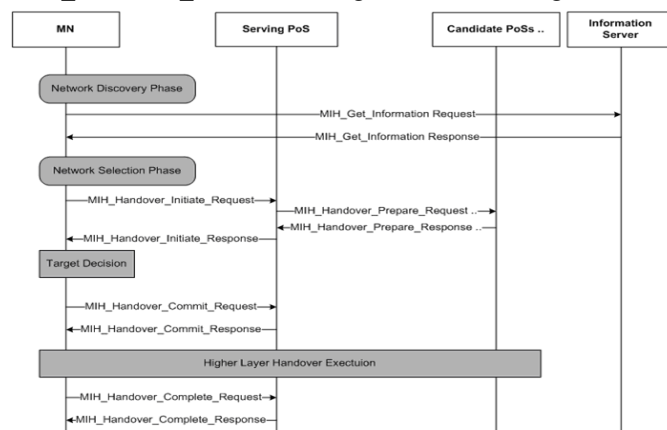 MN
Serving PoS
Candidate PoSs ..
Information
Server
Network Discovery Phase
MIH_Get_Information Request
MIH_Get_Information Response
Network Selection Phase
MIH_Handover_Initiate_Request
MIH_Handover_Prepare_Request ..
MIH_Handover_Prepare_Response ..
MIH_Handover_Initiate_Response
Target Decision
MIH_Handover_Commit_Request
MIH_Handover_Commit_Response
Higher Layer Handover Exectuion
MIH_Handover_Complete_Request
MIH_Handover_Complete_Response